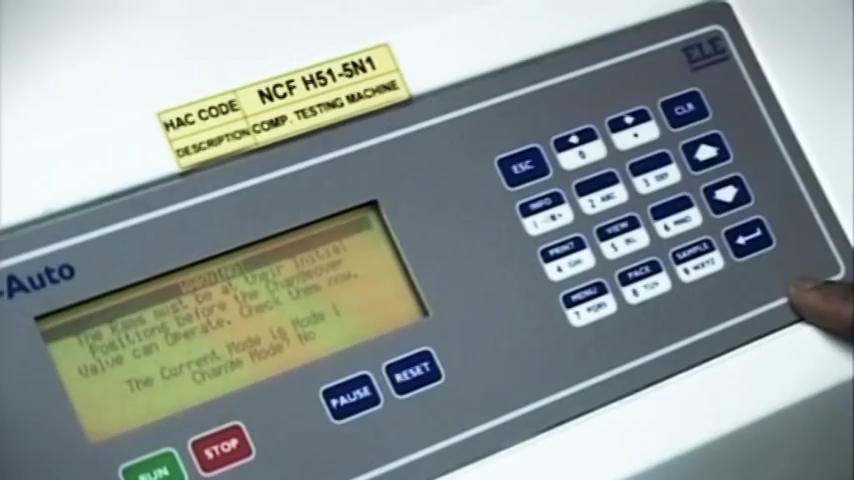 HAC CODE NCF H51-5N1
DESCRIPTION COMP. TESTING MACHINE
ELE
-Auto
The Rams must be at their Initial
Positions before the Changeover
Valve can Operate. Check them now.
The Current Mode is Mode 1
Change Mode? No
ESC
0
.
CLR
INFO
1
2 ABC
3 DEF
PRINT
4 GHI
VIEW
5 JKL
6 MNO
MENU
7 PQRS
PACE
8 TUV
SAMPLE
9 WXYZ
PAUSE
RESET
RUN
STOP